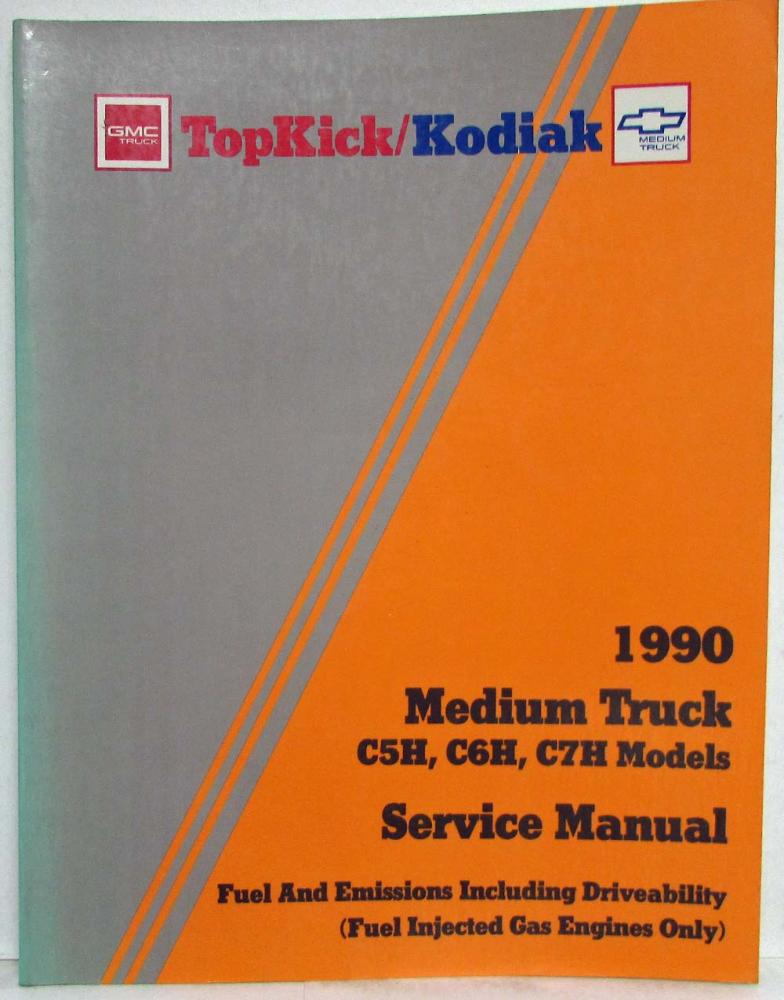 GMC
TRUCK
TopKick/Kodiak
MEDIUM
TRUCK
1990
Medium Truck
C5H, C6H, C7H Models
Service Manual
Fuel And Emissions Including Driveability
(Fuel Injected Gas Engines Only)